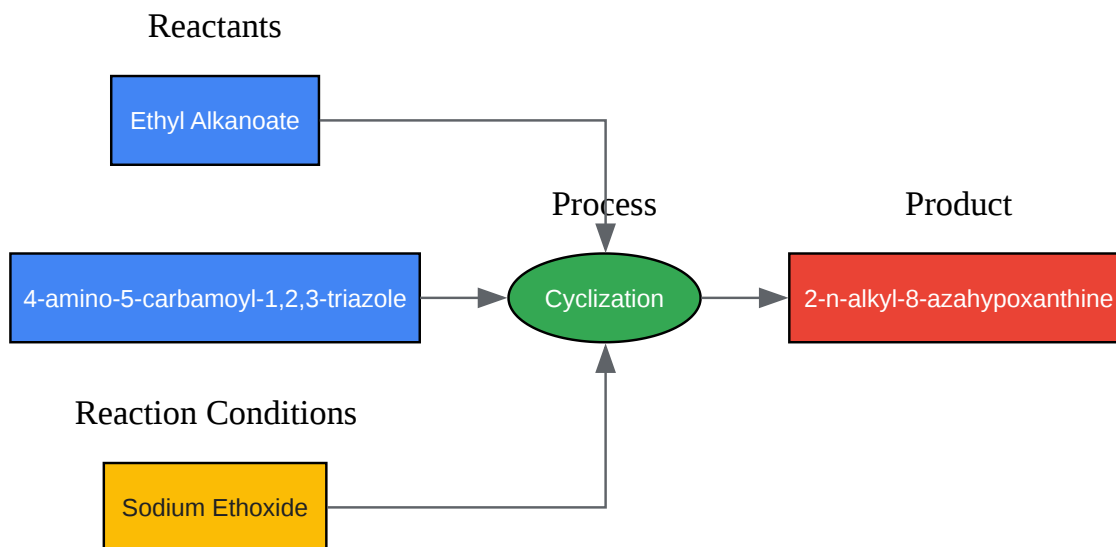 Reactants
Ethyl Alkanoate
Process
Product
4-amino-5-carbamoyl-1,2,3-triazole
Cyclization
2-n-alkyl-8-azahypoxanthine
Reaction Conditions
Sodium Ethoxide